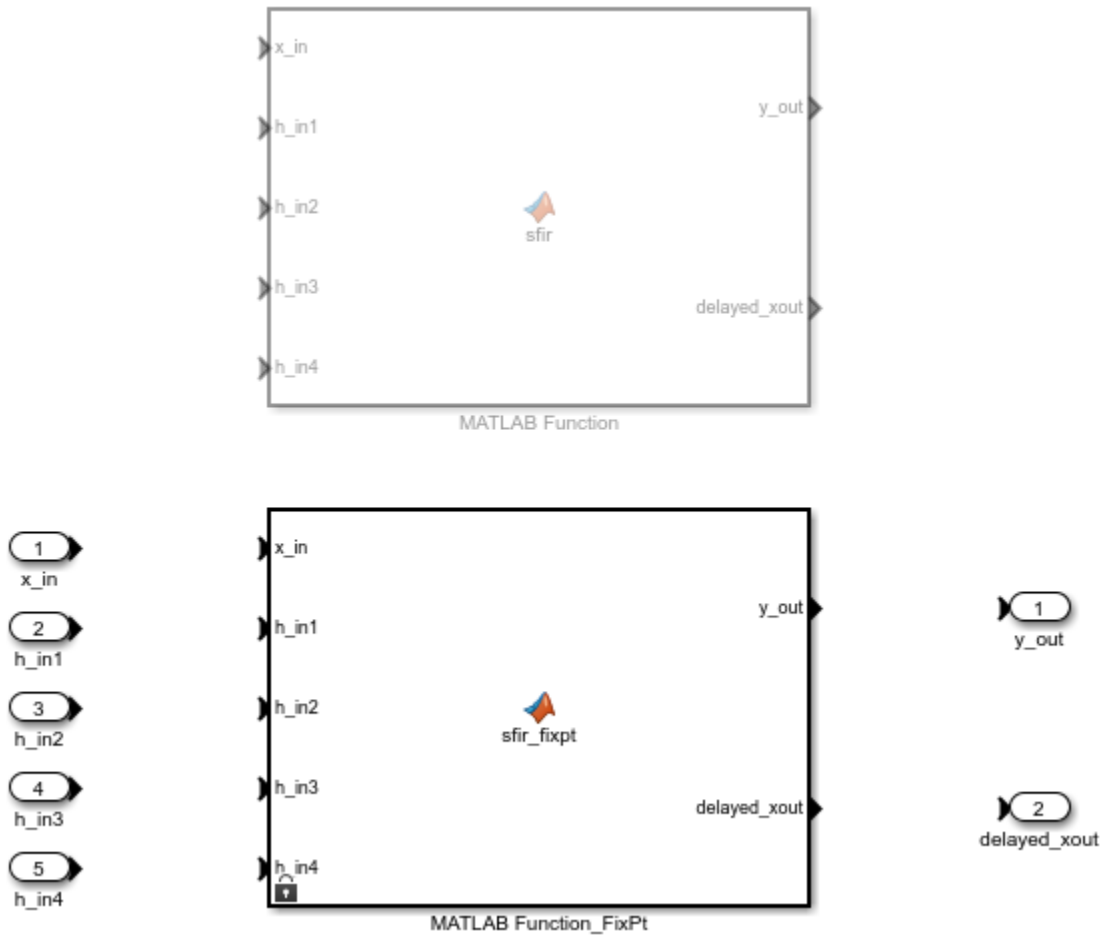 x_in
h_in1
h_in2
h_in3
h_in4
sfir
y_out
delayed_xout
MATLAB Function
1
x_in
2
h_in1
3
h_in2
4
h_in3
5
h_in4
x_in
h_in1
h_in2
h_in3
h_in4
sfir_fixpt
y_out
delayed_xout
MATLAB Function_FixPt
1
y_out
2
delayed_xout